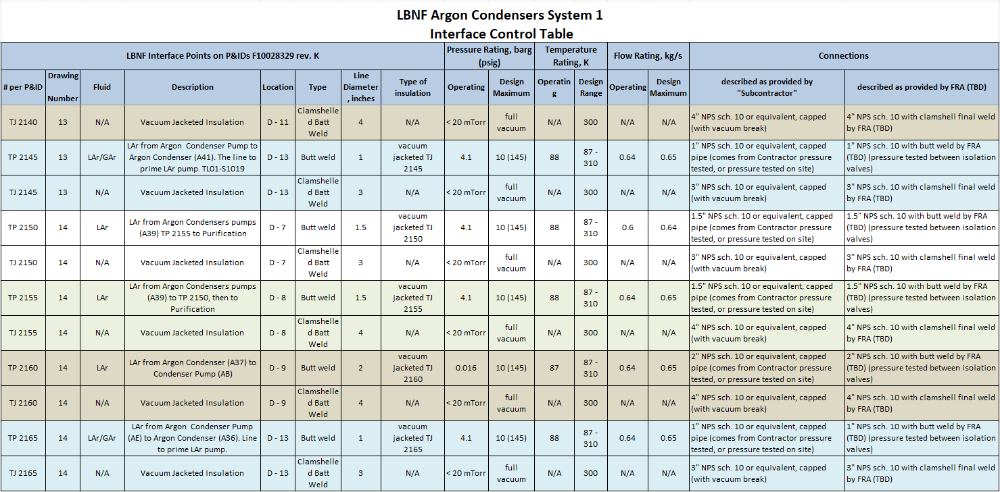 LBNF Argon Condensers System 1
Interface Control Table
LBNF Interface Points on P&IDs F10028329 rev. K
Pressure Rating, barg
(psig)
Temperature
Rating, K
Flow Rating, kg/s
Connections
# per P&ID
Drawing
Number
Fluid
Description
Location
Type
Line
Diameter
, inches
Type of
insulation
Operating
Design
Maximum
Operatin
g
Design
Range
Operating
Design
Maximum
described as provided by
"Subcontractor"
described as provided by FRA (TBD)
TJ 2140
13
N/A
Vacuum Jacketed Insulation
D - 11
Clamshelle
d Batt
Weld
4
N/A
< 20 mTorr
full
vacuum
N/A
300
N/A
N/A
4" NPS sch. 10 or equivalent, capped
(with vacuum break)
4" NPS sch. 10 with clamshell final weld
by FRA (TBD)
TP 2145
13
LAr/GAr
LAr from Argon Condenser Pump to
Argon Condenser (A41). The line to
prime LAr pump. TL01-S1019
D - 13
Butt weld
1
vacuum
jacketed TJ
2145
4.1
10 (145)
88
87 -
310
0.64
0.65
1" NPS sch. 10 or equivalent, capped
pipe (comes from Contractor pressure
tested, or pressure tested on site)
1" NPS sch. 10 with butt weld by FRA
(TBD) (pressure tested between isolation
valves)
TJ 2145
13
N/A
Vacuum Jacketed Insulation
D - 13
Clamshelle
d Batt
Weld
3
N/A
< 20 mTorr
full
vacuum
N/A
300
N/A
N/A
3" NPS sch. 10 or equivalent, capped
(with vacuum break)
3" NPS sch. 10 with clamshell final weld
by FRA (TBD)
TP 2150
14
LAr
LAr from Argon Condensers pumps
(A39) TP 2155 to Purification
D - 7
Butt weld
1.5
vacuum
jacketed TJ
2150
4.1
10 (145)
88
87 -
310
0.6
0.64
1.5" NPS sch. 10 or equivalent, capped
pipe (comes from Contractor pressure
tested, or pressure tested on site)
1.5" NPS sch. 10 with butt weld by FRA
(TBD) (pressure tested between isolation
valves)
TJ 2150
14
N/A
Vacuum Jacketed Insulation
D - 7
Clamshelle
d Batt
Weld
3
N/A
< 20 mTorr
full
vacuum
N/A
300
N/A
N/A
3" NPS sch. 10 or equivalent, capped
(with vacuum break)
3" NPS sch. 10 with clamshell final weld
by FRA (TBD)
TP 2155
14
LAr
LAr from Argon Condensers pumps
(A39) to TP 2150, then to
Purification
D - 8
Butt weld
1.5
vacuum
jacketed TJ
2155
4.1
10 (145)
88
87 -
310
0.64
0.65
1.5" NPS sch. 10 or equivalent, capped
pipe (comes from Contractor pressure
tested, or pressure tested on site)
1.5" NPS sch. 10 with butt weld by FRA
(TBD) (pressure tested between isolation
valves)
TJ 2155
14
N/A
Vacuum Jacketed Insulation
D - 8
Clamshelle
d Batt
Weld
4
N/A
< 20 mTorr
full
vacuum
N/A
300
N/A
N/A
4" NPS sch. 10 or equivalent, capped
(with vacuum break)
4" NPS sch. 10 with clamshell final weld
by FRA (TBD)
TP 2160
14
LAr
LAr from Argon Condenser (A37) to
Condenser Pump (AB)
D - 9
Butt weld
2
vacuum
jacketed TJ
2160
0.016
10 (145)
87
87 -
310
0.64
0.65
2" NPS sch. 10 or equivalent, capped
pipe (comes from Contractor pressure
tested, or pressure tested on site)
2" NPS sch. 10 with butt weld by FRA
(TBD) (pressure tested between isolation
valves)
TJ 2160
14
N/A
Vacuum Jacketed Insulation
D - 9
Clamshelle
d Batt
Weld
4
N/A
< 20 mTorr
full
vacuum
N/A
300
N/A
N/A
4" NPS sch. 10 or equivalent, capped
(with vacuum break)
4" NPS sch. 10 with clamshell final weld
by FRA (TBD)
TP 2165
14
LAr/GAr
LAr from Argon Condenser Pump
(AE) to Argon Condenser (A36). Line
to prime LAr pump.
D - 13
Butt weld
1
vacuum
jacketed TJ
2165
4.1
10 (145)
88
87 -
310
0.64
0.65
1" NPS sch. 10 or equivalent, capped
pipe (comes from Contractor pressure
tested, or pressure tested on site)
1" NPS sch. 10 with butt weld by FRA
(TBD) (pressure tested between isolation
valves)
TJ 2165
14
N/A
Vacuum Jacketed Insulation
D - 13
Clamshelle
d Batt
Weld
3
N/A
< 20 mTorr
full
vacuum
N/A
300
N/A
N/A
3" NPS sch. 10 or equivalent, capped
(with vacuum break)
3" NPS sch. 10 with clamshell final weld
by FRA (TBD)